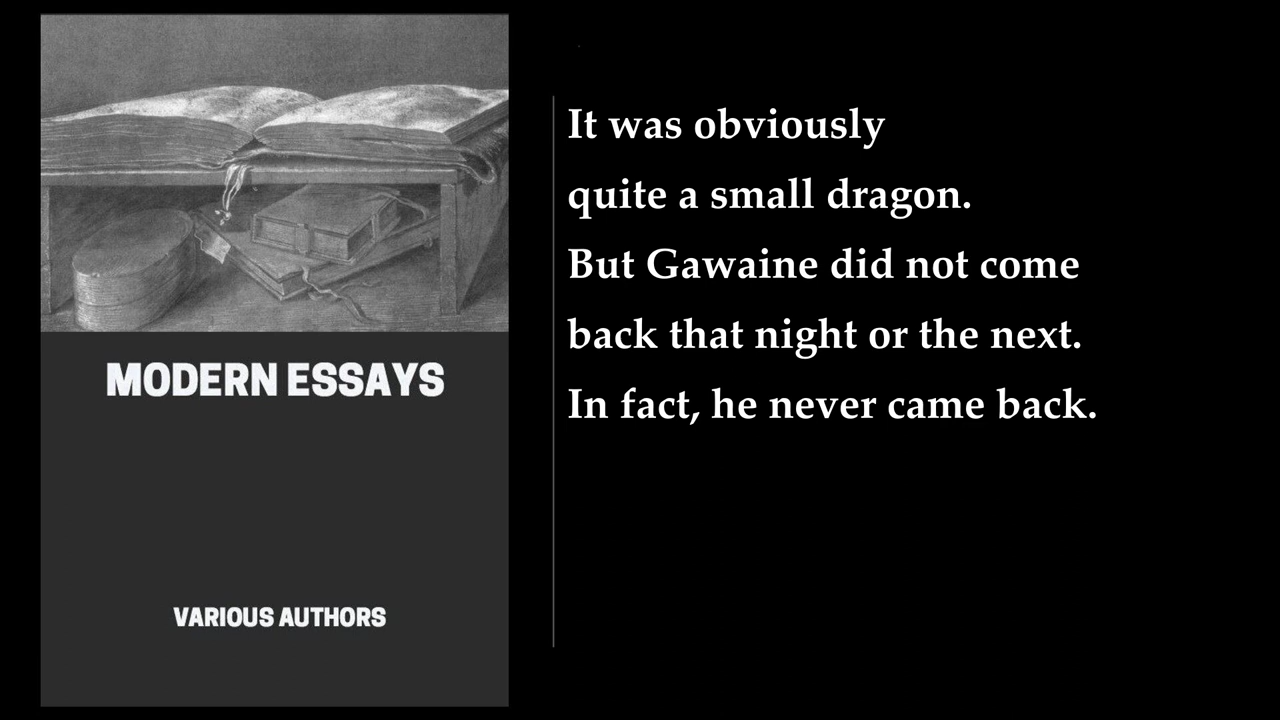 MODERN ESSAYS
VARIOUS AUTHORS
It was obviously
quite a small dragon.
But Gawaine did not come
back that night or the next.
In fact, he never came back.